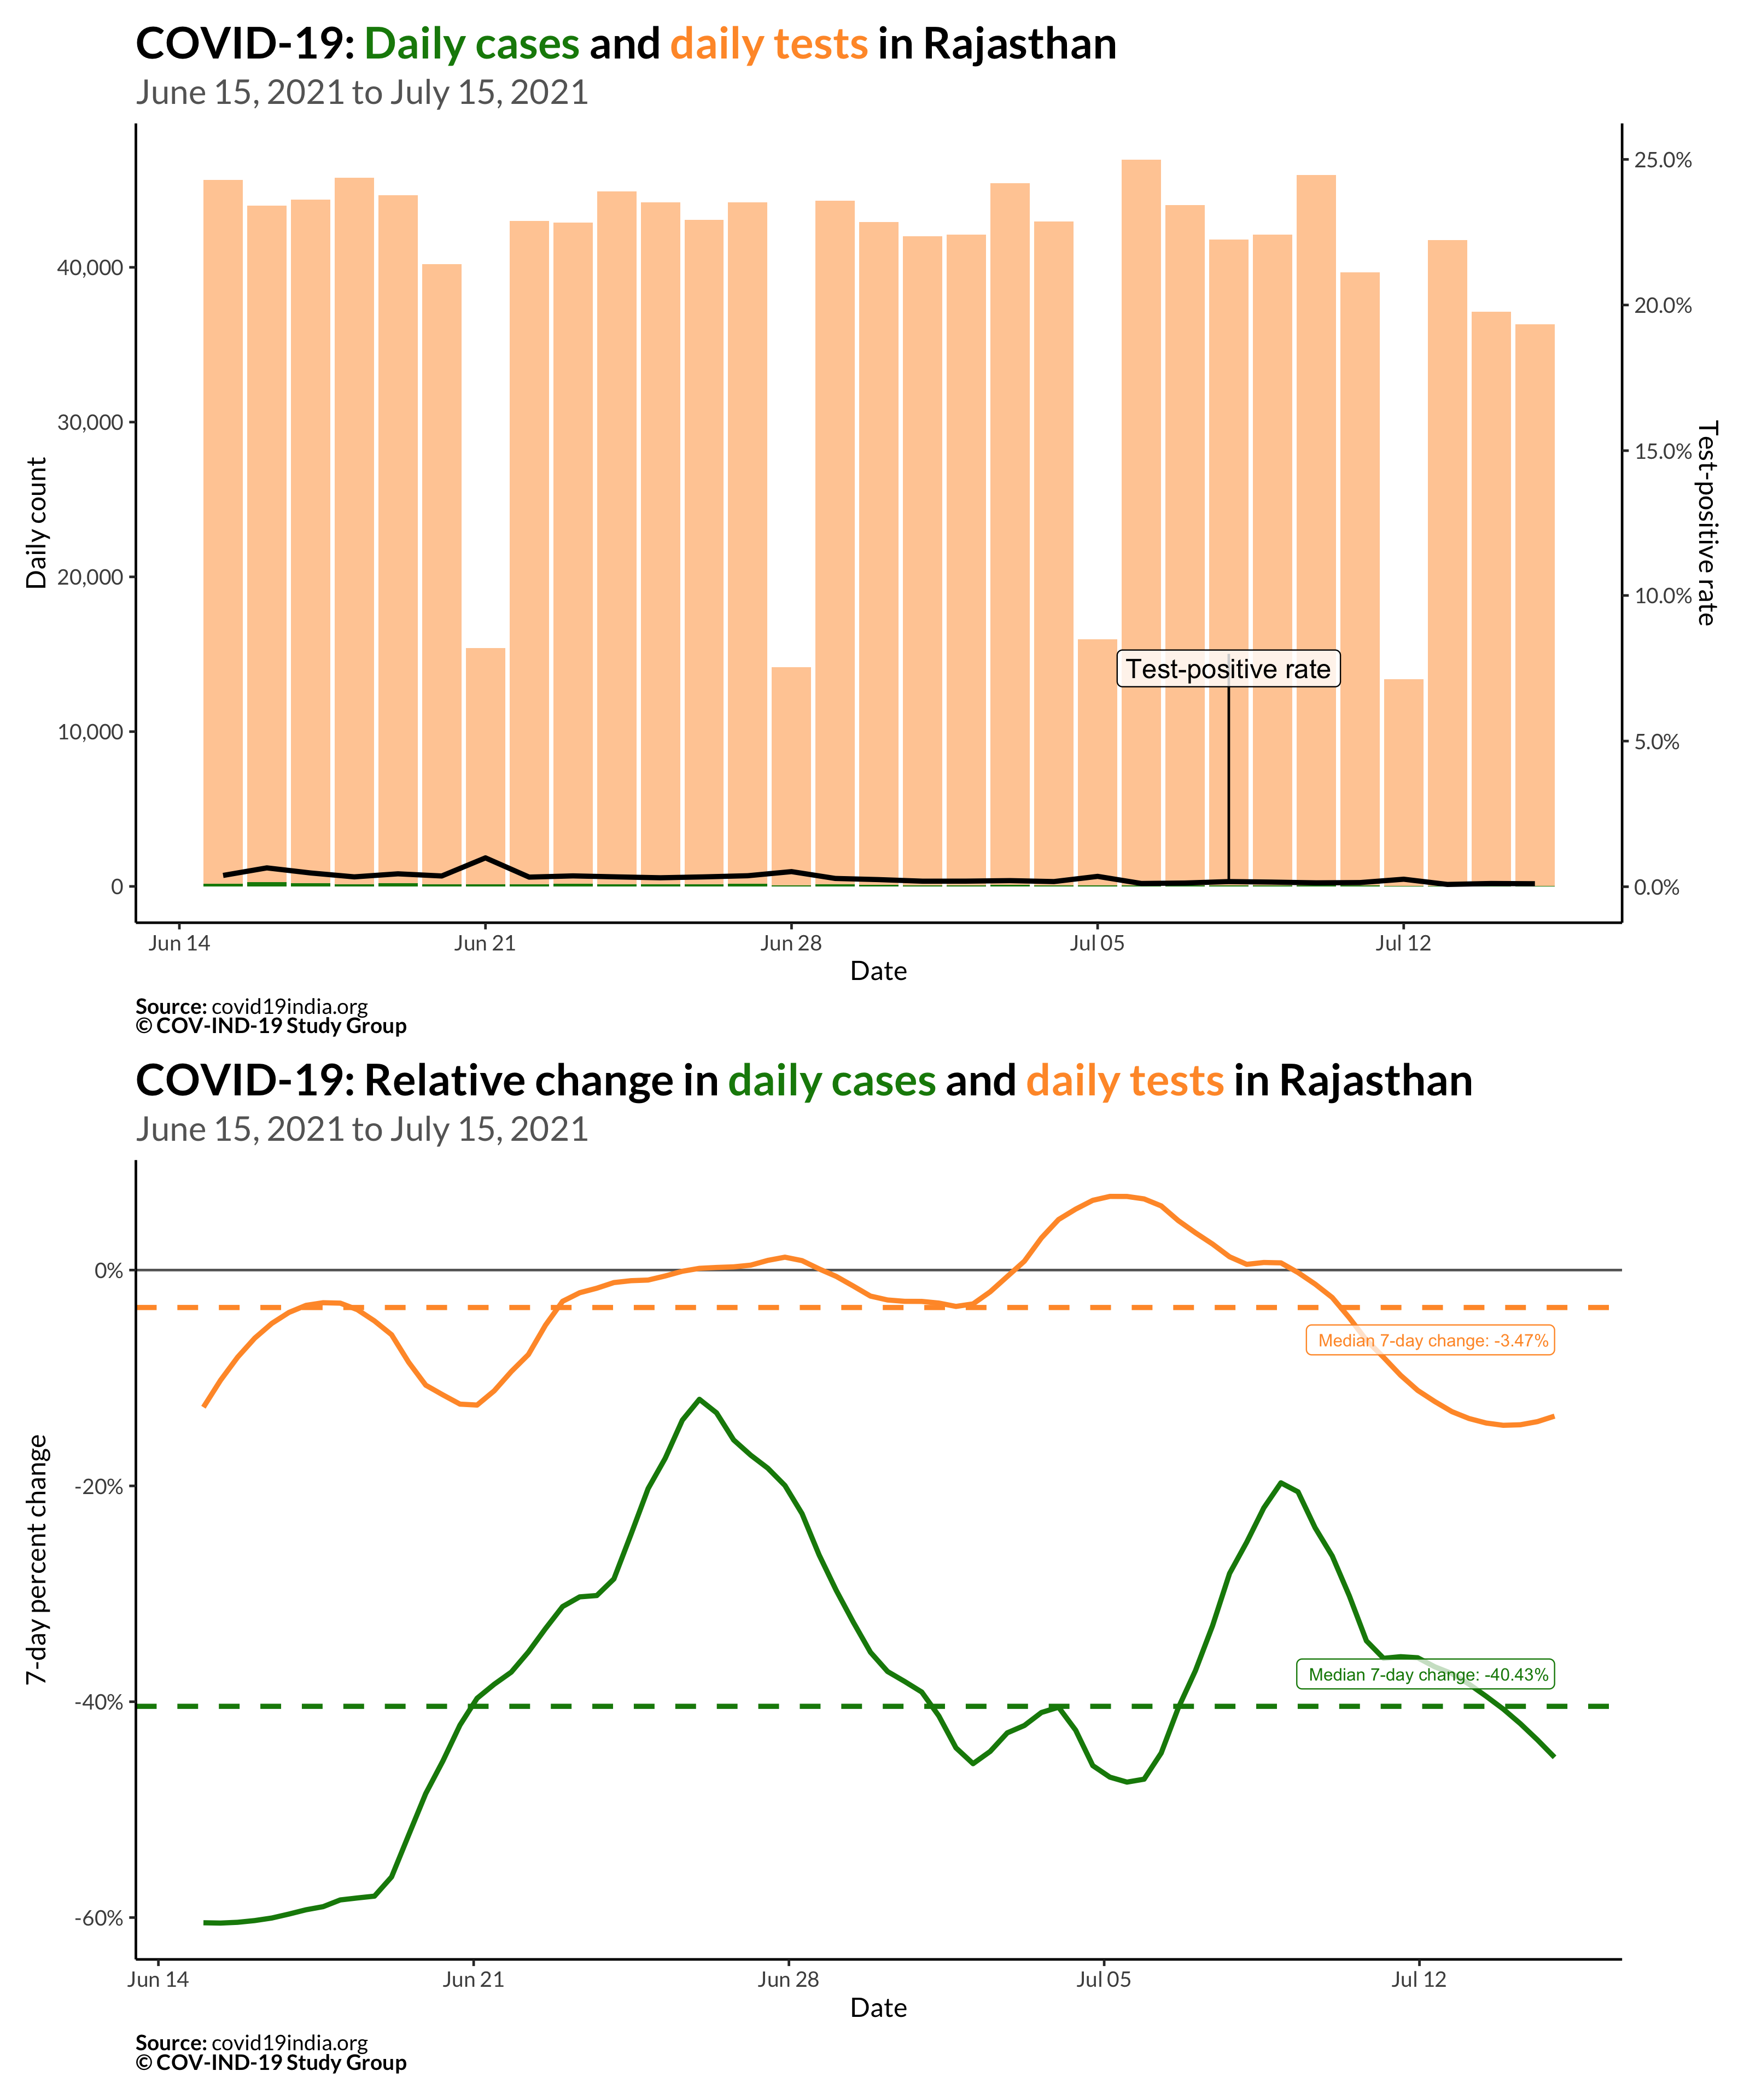 COVID-19: Daily cases and daily tests in Rajasthan
June 15, 2021 to July 15, 2021
Daily count
40,000
30,000
20,000
10,000
0
25.0%
20.0%
15.0%
10.0%
5.0%
0.0%
Test-positive rate
Test-positive rate
Jun 14
Jun 21
Jun 28
Jul 05
Jul 12
Date
Source: covid19india.org
© COV-IND-19 Study Group
COVID-19: Relative change in daily cases and daily tests in Rajasthan
June 15, 2021 to July 15, 2021
7-day percent change
0%
-20%
-40%
-60%
Median 7-day change: -3.47%
Median 7-day change: -40.43%
Jun 14
Jun 21
Jun 28
Jul 05
Jul 12
Date
Source: covid19india.org
© COV-IND-19 Study Group